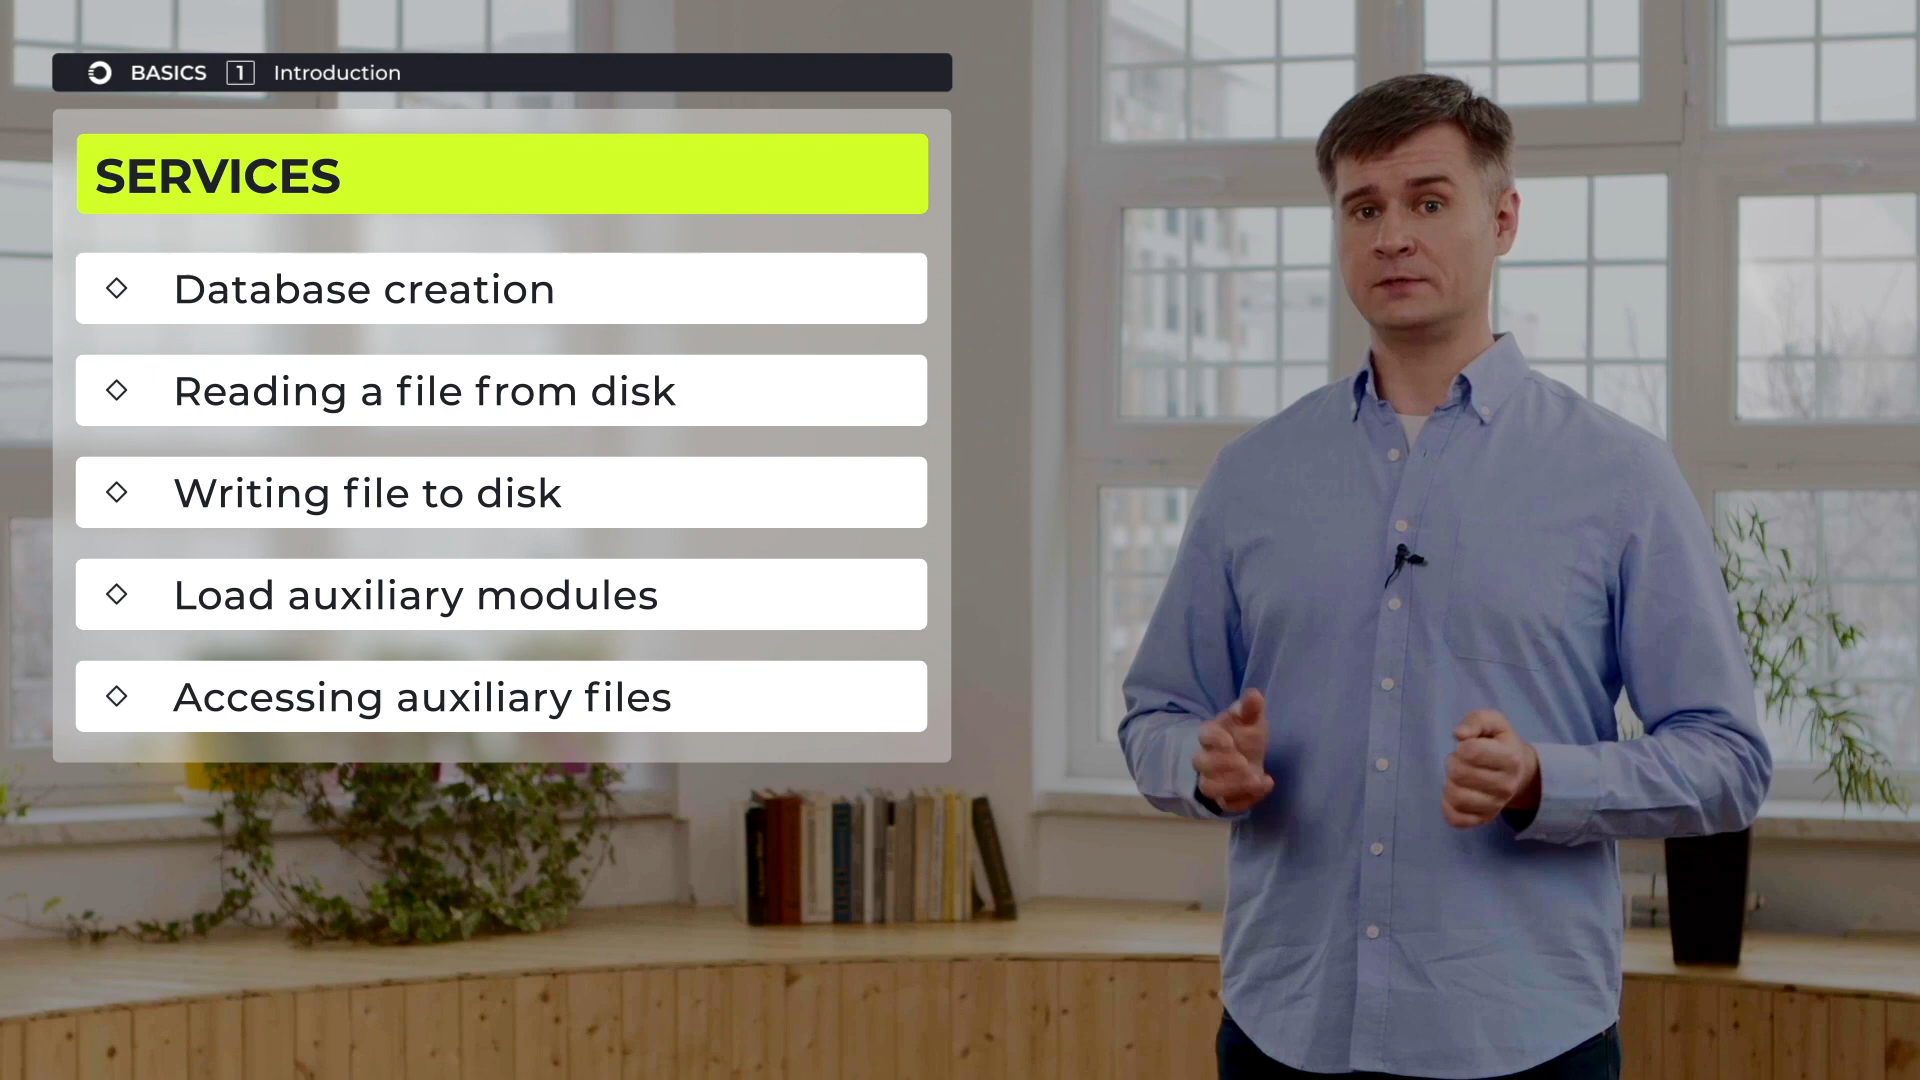 BASICS 1 Introduction
SERVICES
Database creation
Reading a file from disk
Writing file to disk
Load auxiliary modules
Accessing auxiliary files